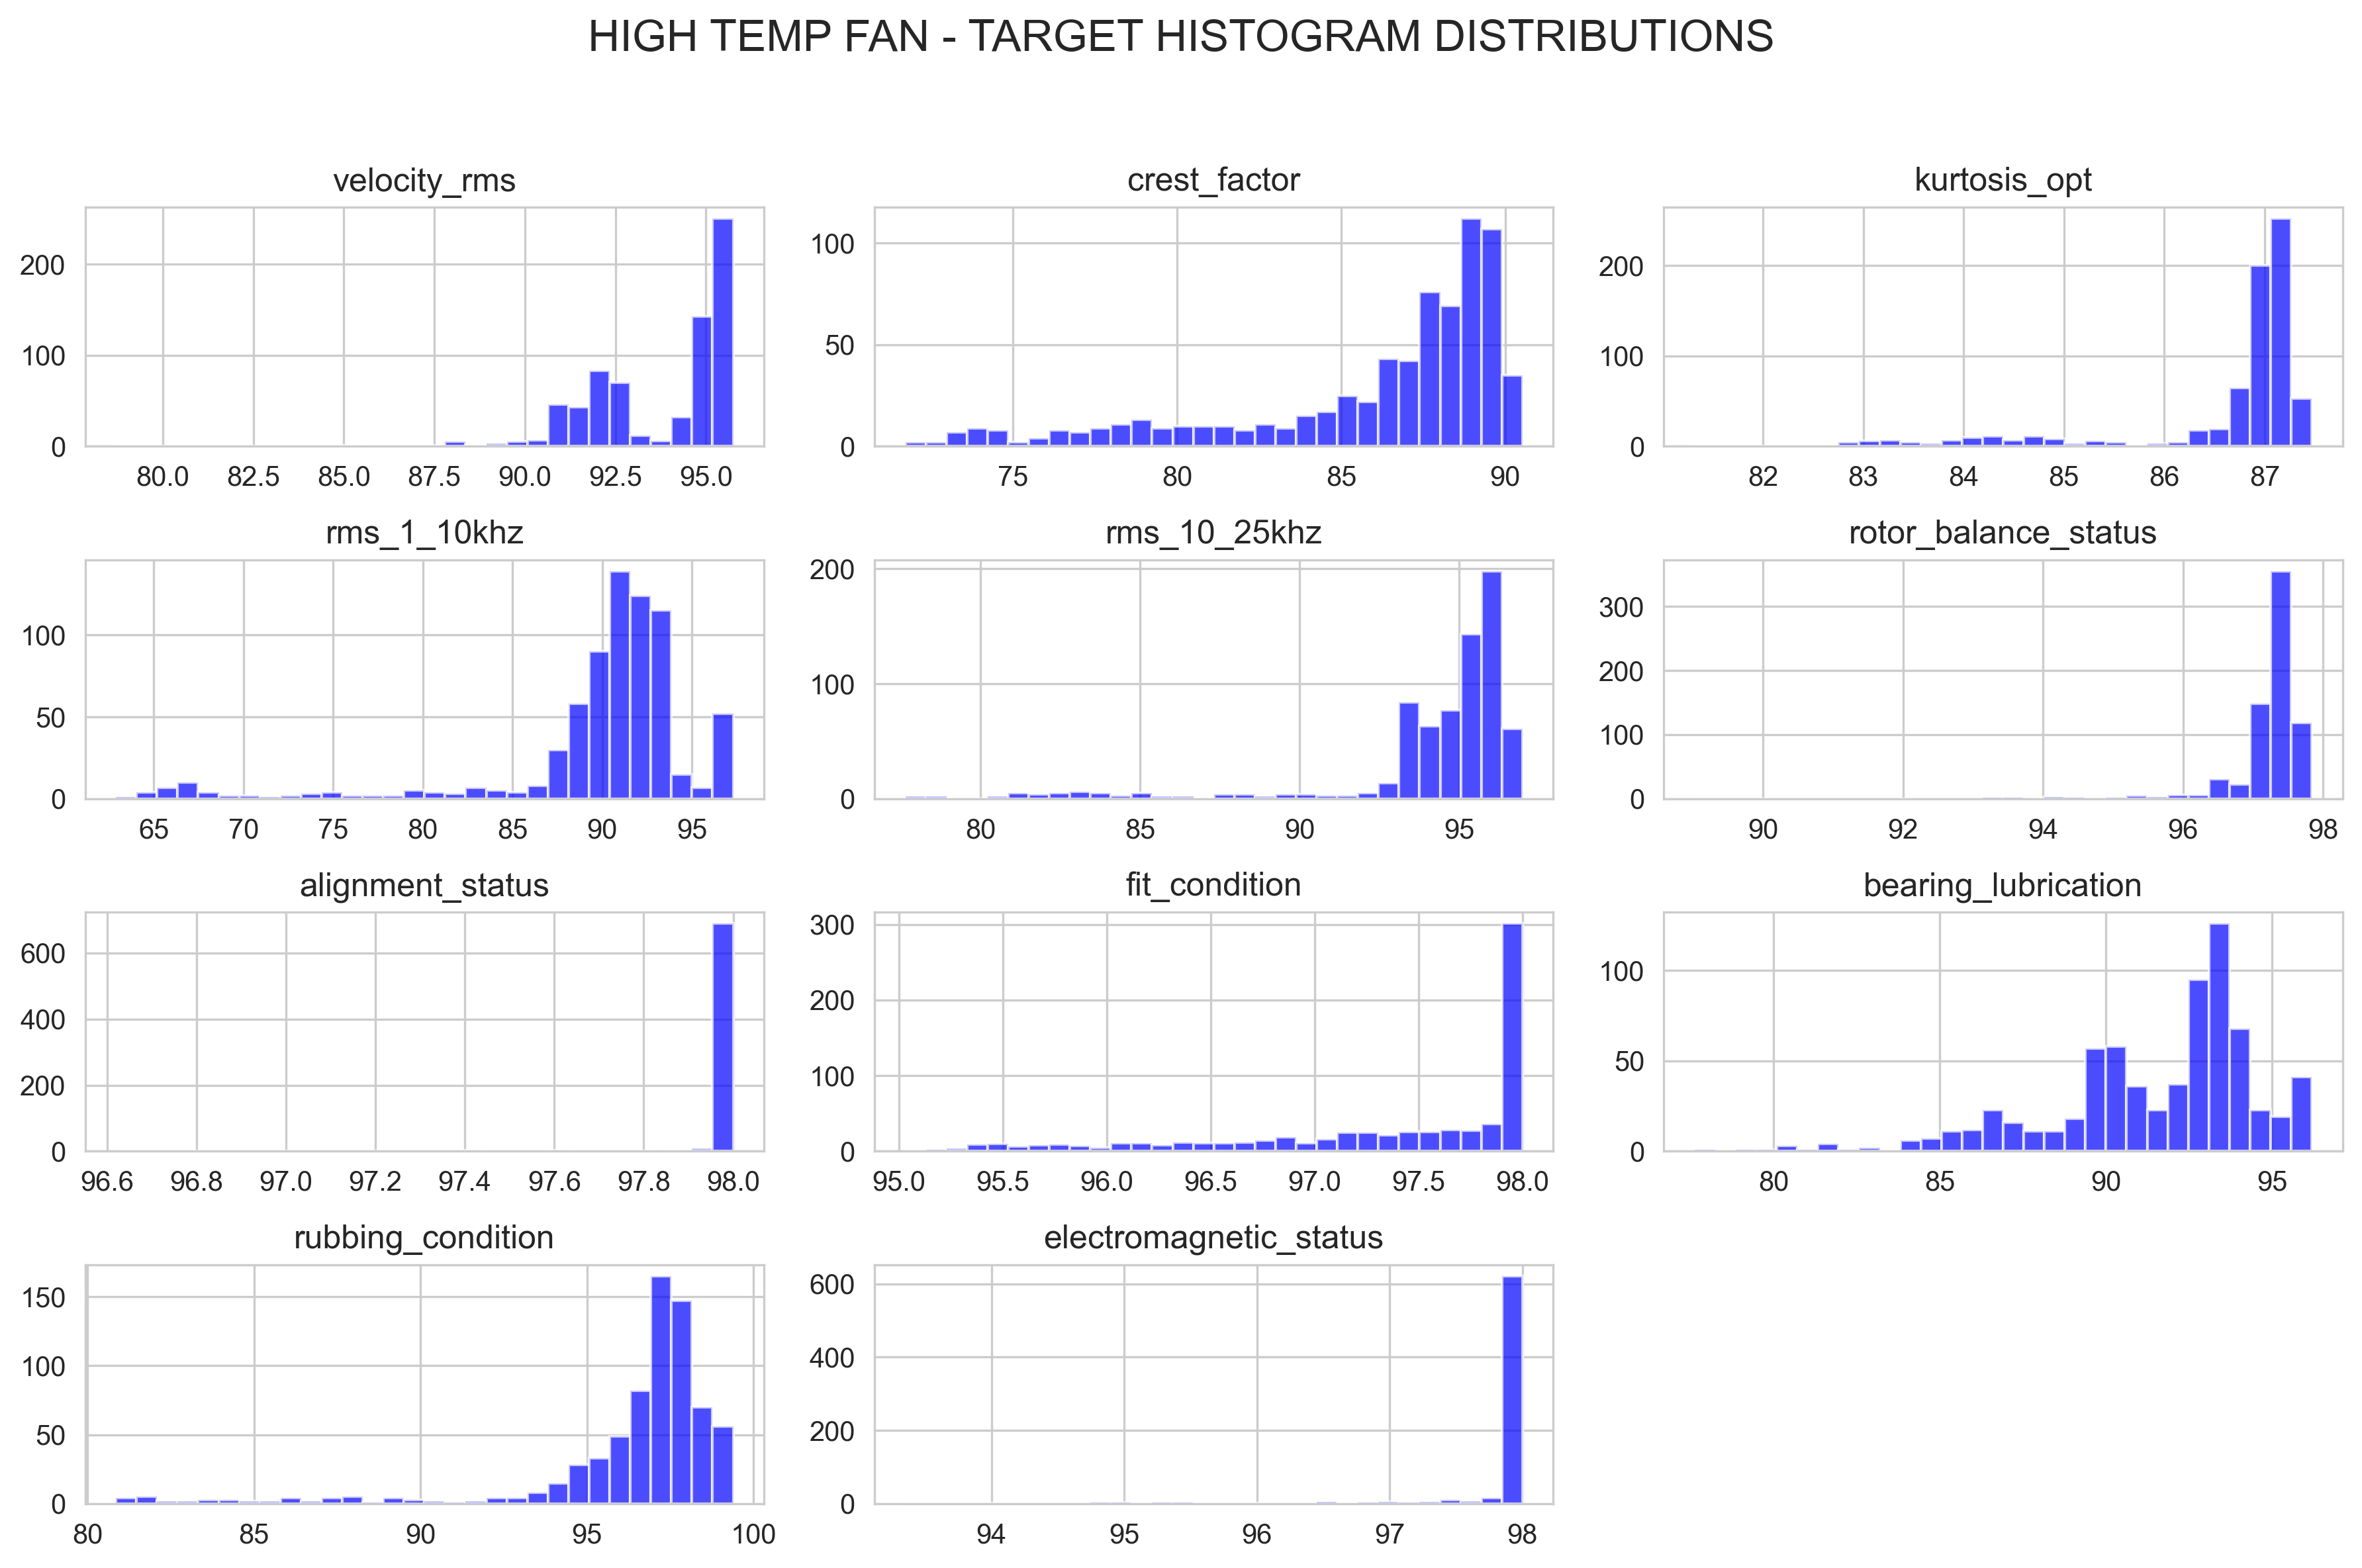 HIGH TEMP FAN - TARGET HISTOGRAM DISTRIBUTIONS
velocity_rms
200
100
0
80.0 82.5 85.0 87.5 90.0 92.5 95.0
crest_factor
100
50
0
75 80 85 90
kurtosis_opt
200
100
0
82 83 84 85 86 87
rms_1_10khz
100
50
0
65 70 75 80 85 90 95
rms_10_25khz
200
100
0
80 85 90 95
rotor_balance_status
300
200
100
0
90 92 94 96 98
alignment_status
600
400
200
0
96.6 96.8 97.0 97.2 97.4 97.6 97.8 98.0
fit_condition
300
200
100
0
95.0 95.5 96.0 96.5 97.0 97.5 98.0
bearing_lubrication
100
50
0
80 85 90 95
rubbing_condition
150
100
50
0
80 85 90 95 100
electromagnetic_status
600
400
200
0
94 95 96 97 98